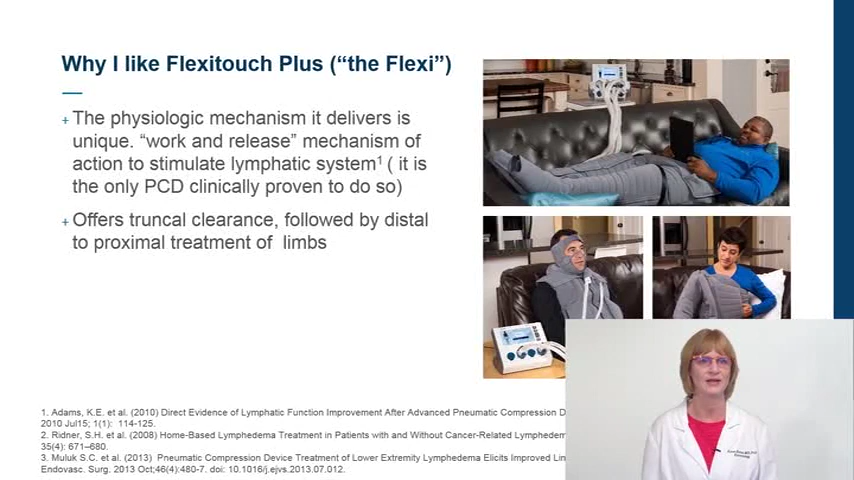 Why I like Flexitouch Plus (“the Flexi”)
+ The physiologic mechanism it delivers is
unique. “work and release” mechanism of
action to stimulate lymphatic system1 ( it is
the only PCD clinically proven to do so)
+ Offers truncal clearance, followed by distal
to proximal treatment of limbs
1. Adams, K.E. et al. (2010) Direct Evidence of Lymphatic Function Improvement After Advanced Pneumatic Compression D
2010 Jul15; 1(1): 114-125.
2. Ridner, S.H. et al. (2008) Home-Based Lymphedema Treatment in Patients with and Without Cancer-Related Lymphedem
35(4): 671–680.
3. Muluk S.C. et al. (2013) Pneumatic Compression Device Treatment of Lower Extremity Lymphedema Elicits Improved Lin
Endovasc. Surg. 2013 Oct;46(4):480-7. doi: 10.1016/j.ejvs.2013.07.012.